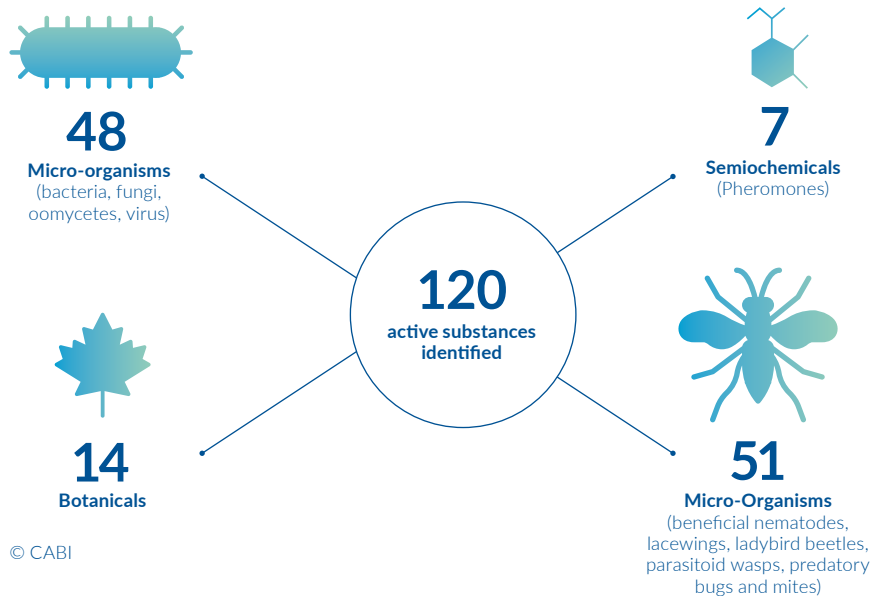 48
Micro-organisms
(bacteria, fungi,
oomycetes, virus)
7
Semiochemicals
(Pheromones)
120
active substances
identified
14
Botanicals
51
Micro-Organisms
(beneficial nematodes,
lacewings, ladybird beetles,
parasitoid wasps, predatory
bugs and mites)
© CABI